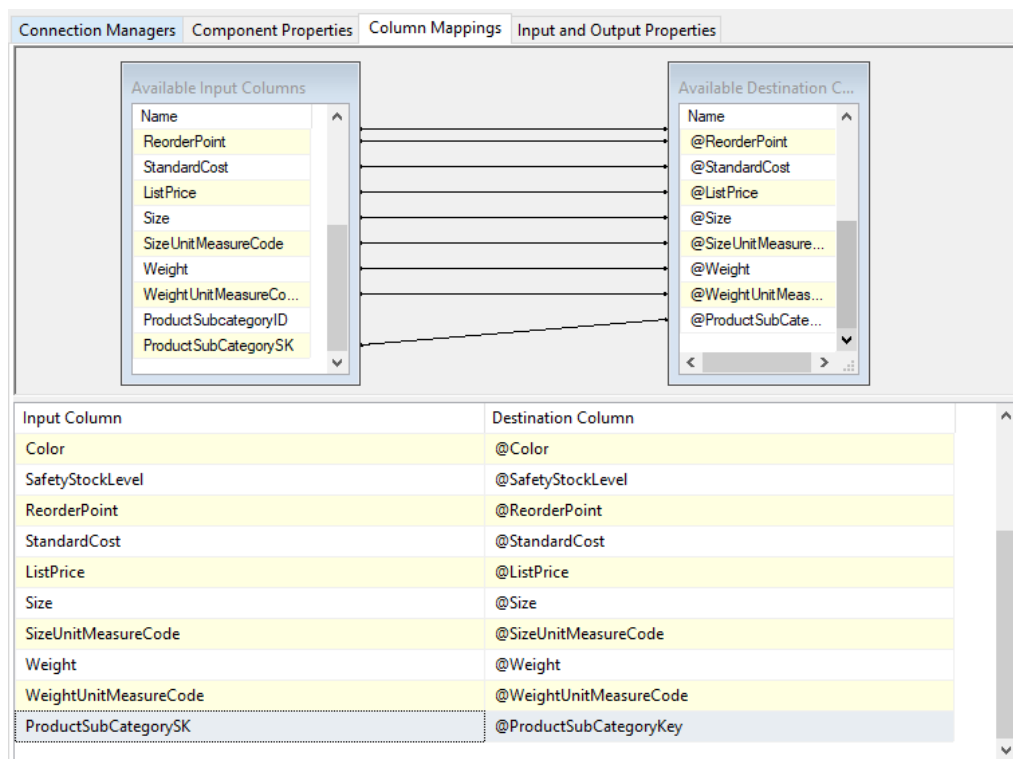 Connection Managers Component Properties Column Mappings Input and Output Properties
Available Input Columns
Name
ReorderPoint
StandardCost
ListPrice
Size
SizeUnitMeasureCode
Weight
WeightUnitMeasureCo...
ProductSubcategoryID
ProductSubCategorySK
Available Destination C...
Name
@ReorderPoint
@StandardCost
@ListPrice
@Size
@SizeUnitMeasure...
@Weight
@WeightUnitMeas...
@ProductSubCate...
Input Column Destination Column
Color @Color
SafetyStockLevel @SafetyStockLevel
ReorderPoint @ReorderPoint
StandardCost @StandardCost
ListPrice @ListPrice
Size @Size
SizeUnitMeasureCode @SizeUnitMeasureCode
Weight @Weight
WeightUnitMeasureCode @WeightUnitMeasureCode
ProductSubCategorySK @ProductSubCategoryKey